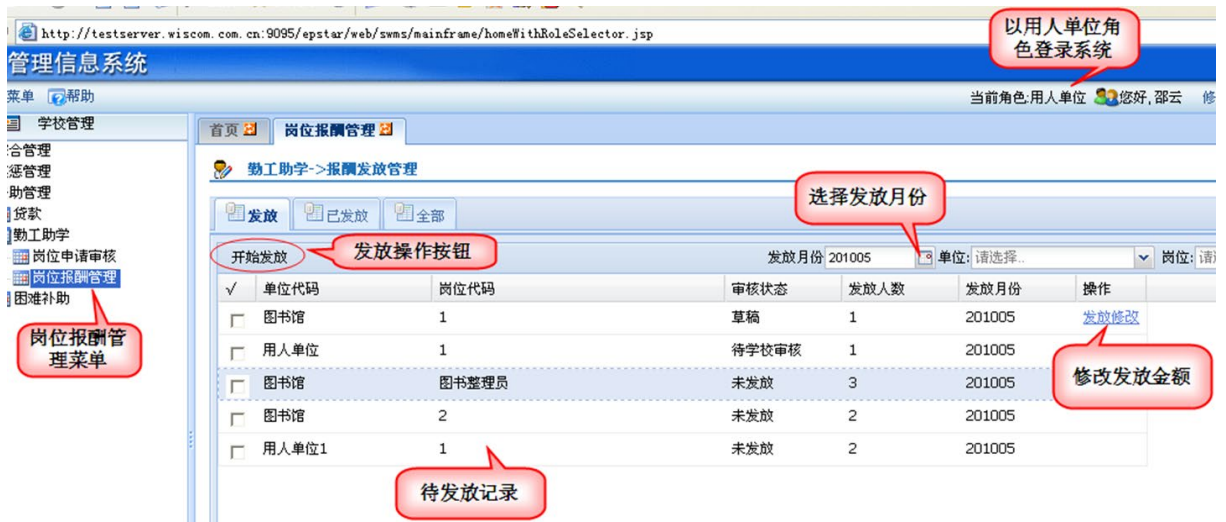 http://testserver.wiscom.com.cn:9095/epstar/web/swms/mainframe/homeWithRoleSelector.jsp
以用人单位角
色登录系统
管理信息系统
菜单 帮助
当前角色:用人单位 您好,邵云 修
学校管理
首页 岗位报酬管理
合管理
惩管理
助管理
贷款
勤工助学
岗位申请审核
岗位报酬管理
困难补助
岗位报酬管
理菜单
勤工助学->报酬发放管理
选择发放月份
发放 已发放 全部
开始发放
发放操作按钮
发放月份 201005 单位: 请选择.. 岗位:
√ 单位代码 岗位代码 审核状态 发放人数 发放月份 操作
图书馆 1 草稿 1 201005 发放修改
用人单位 1 待学校审核 1 201005
修改发放金额
图书馆 图书整理员 未发放 3 201005
图书馆 2 未发放 2 201005
用人单位1 1 未发放 2 201005
待发放记录